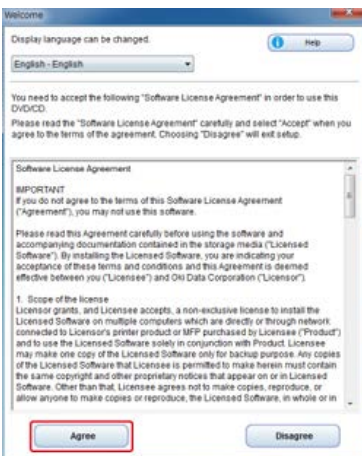 Welcome
Display language can be changed.
Help
English - English
You need to accept the following "Software License Agreement" in order to use this
DVD/CD.
Please read the "Software License Agreement" carefully and select "Accept" when you
agree to the terms of the agreement. Choosing "Disagree" will exit setup.
Software License Agreement
IMPORTANT
If you do not agree to the terms of this Software License Agreement
("Agreement"), you may not use this software.
Please read this Agreement carefully before using the software and
accompanying documentation contained in the storage media ("Licensed
Software"). By installing the Licensed Software, you are indicating your
acceptance of these terms and conditions and this Agreement is deemed
effective between you ("Licensee") and Oki Data Corporation ("Licensor").
1. Scope of the license
Licensor grants, and Licensee accepts, a non-exclusive license to install the
Licensed Software on multiple computers which are directly or through network
connected to Licensor's printer product or MFP purchased by Licensee ("Product")
and to use the Licensed Software solely in conjunction with Product. Licensee
may make one copy of the Licensed Software only for backup purpose. Any copies
of the Licensed Software that Licensee is permitted to make herein must contain
the same copyright and other proprietary notices that appear on or in Licensed
Software. Other than that, Licensee agrees not to make copies, reproduce, or
allow anyone to make copies or reproduce, the Licensed Software, in whole or in
Agree
Disagree